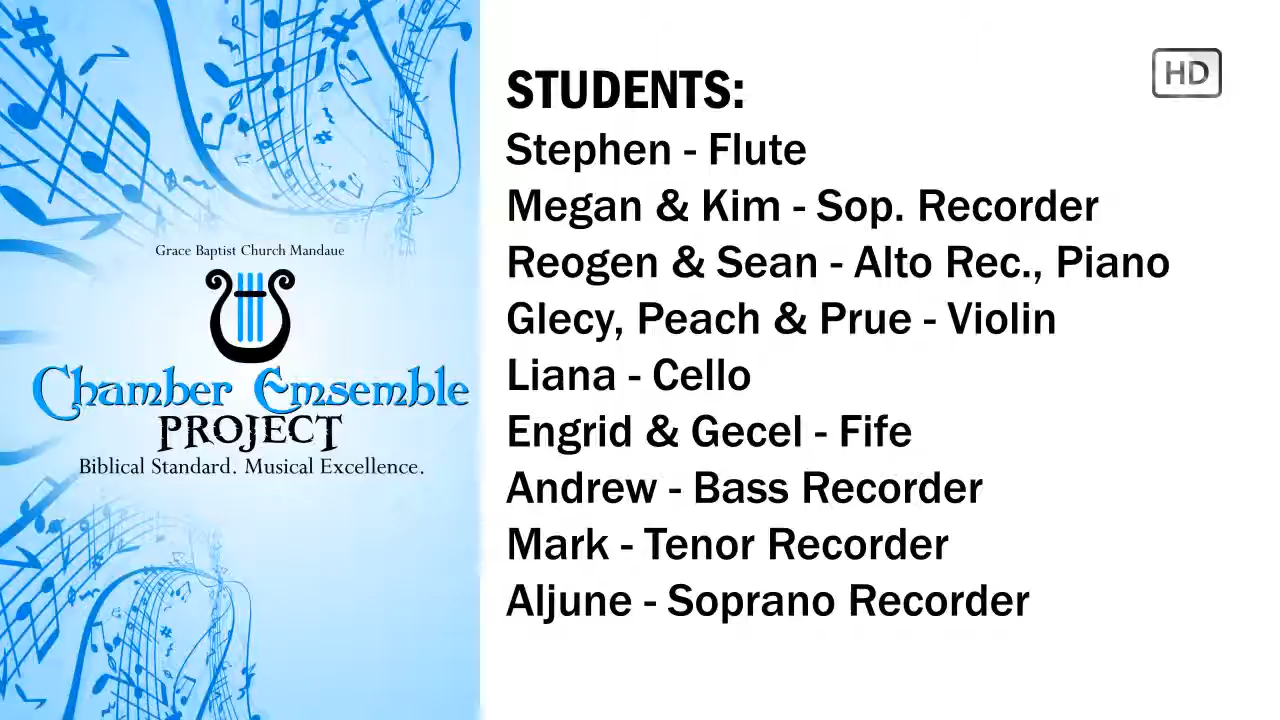 Grace Baptist Church Mandaue
Chamber Emsemble
PROJECT
Biblical Standard. Musical Excellence.
HD
STUDENTS:
Stephen - Flute
Megan & Kim - Sop. Recorder
Reogen & Sean - Alto Rec., Piano
Glecy, Peach & Prue - Violin
Liana - Cello
Engrid & Gecel - Fife
Andrew - Bass Recorder
Mark - Tenor Recorder
Aljune - Soprano Recorder